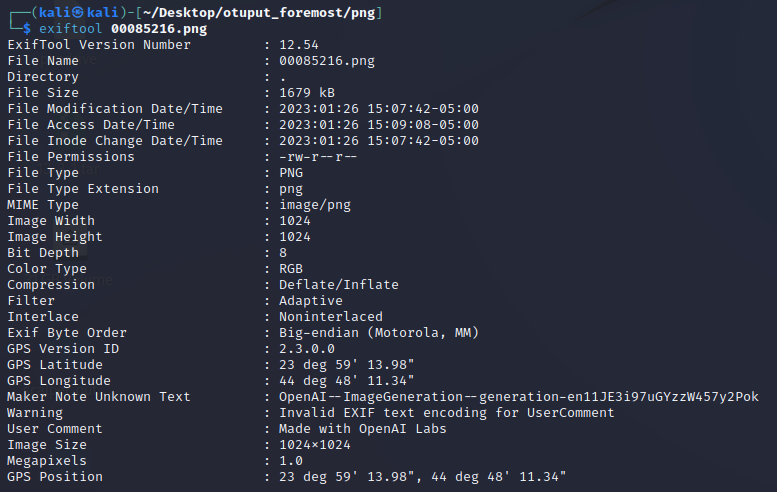 ┌──(kali㉿kali)-[~/Desktop/otuput_foremost/png]
└─$ exiftool 00085216.png
ExifTool Version Number         : 12.54
File Name                       : 00085216.png
Directory                       : .
File Size                       : 1679 kB
File Modification Date/Time     : 2023:01:26 15:07:42-05:00
File Access Date/Time           : 2023:01:26 15:09:08-05:00
File Inode Change Date/Time     : 2023:01:26 15:07:42-05:00
File Permissions                : -rw-r--r--
File Type                       : PNG
File Type Extension             : png
MIME Type                       : image/png
Image Width                     : 1024
Image Height                    : 1024
Bit Depth                       : 8
Color Type                      : RGB
Compression                     : Deflate/Inflate
Filter                          : Adaptive
Interlace                       : Noninterlaced
Exif Byte Order                 : Big-endian (Motorola, MM)
GPS Version ID                  : 2.3.0.0
GPS Latitude                    : 23 deg 59' 13.98"
GPS Longitude                   : 44 deg 48' 11.34"
Maker Note Unknown Text         : OpenAI--ImageGeneration--generation-en11JE3i97uGYzzW457y2Pok
Warning                         : Invalid EXIF text encoding for UserComment
User Comment                    : Made with OpenAI Labs
Image Size                      : 1024×1024
Megapixels                      : 1.0
GPS Position                    : 23 deg 59' 13.98", 44 deg 48' 11.34"